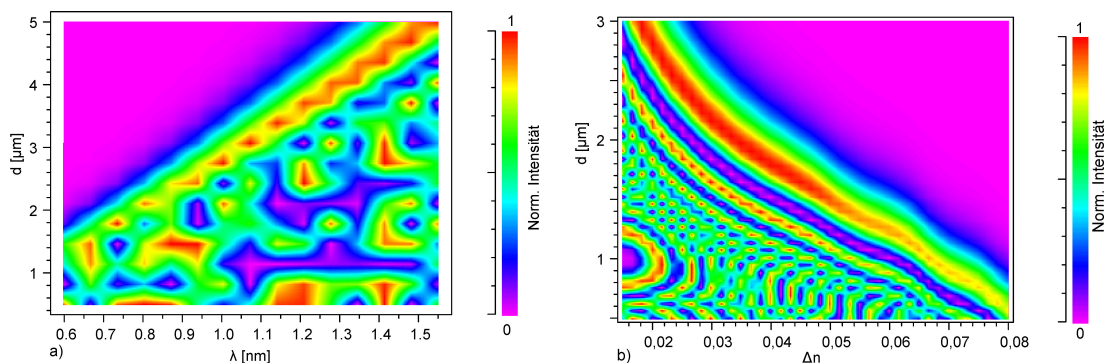 5
4
3
2
1
d [µm]
0.6 0.7 0.8 0.9 1.0 1.1 1.2 1.3 1.4 1.5
λ [nm]
a)
1
Norm. Intensität
0
3
2
1
d [µm]
0,02 0,03 0,04 0,05 0,06 0,07 0,08
Δn
b)
1
Norm. Intensität
0